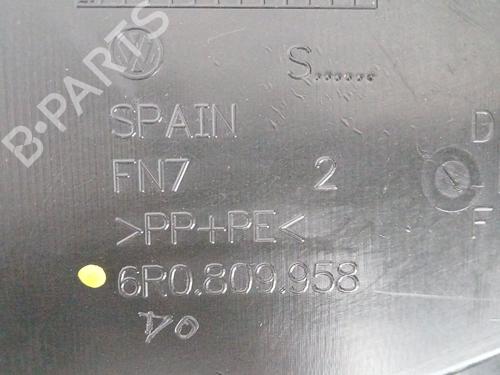 S.......
SPAIN D
FN7 2
>PP+PE< F
6R0.809.958
B-PARTS